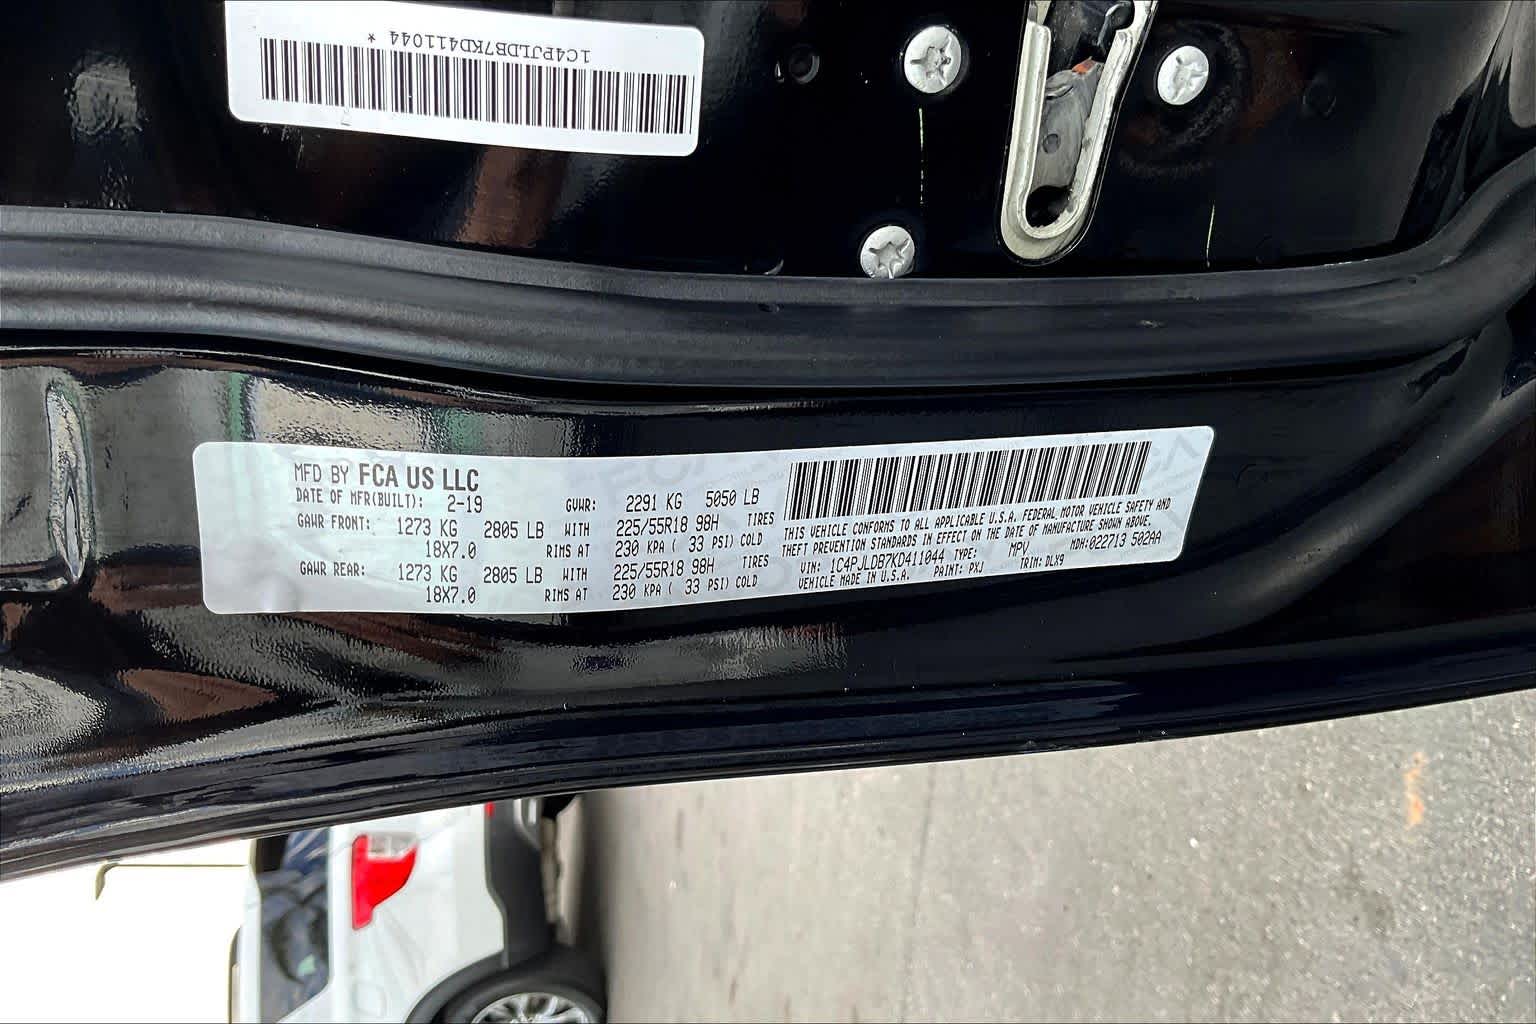 1C4PJLDB7KD411044 *
MFD BY FCA US LLC
DATE OF MFR(BUILT): 2-19 GVWR: 2291 KG 5050 LB
GAWR FRONT: 1273 KG 2805 LB WITH 225/55R18 98H TIRES
18X7.0 RIMS AT 230 KPA ( 33 PSI) COLD
GAWR REAR: 1273 KG 2805 LB WITH 225/55R18 98H TIRES
18X7.0 RIMS AT 230 KPA ( 33 PSI) COLD
THIS VEHICLE CONFORMS TO ALL APPLICABLE U.S.A. FEDERAL MOTOR VEHICLE SAFETY AND
THEFT PREVENTION STANDARDS IN EFFECT ON THE DATE OF MANUFACTURE SHOWN ABOVE.
VIN: 1C4PJLDB7KD411044 TYPE: MPV MDH:022713 502AA
VEHICLE MADE IN U.S.A. PAINT: PXJ TRIM: DLX9